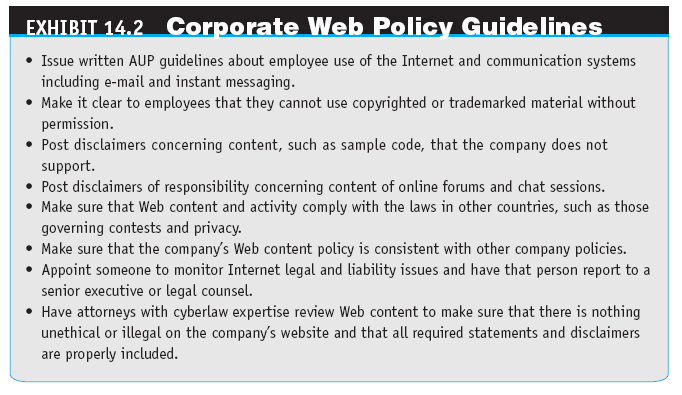 EXHIBIT 14.2 Corporate Web Policy Guidelines
• Issue written AUP guidelines about employee use of the Internet and communication systems
including e-mail and instant messaging.
• Make it clear to employees that they cannot use copyrighted or trademarked material without
permission.
• Post disclaimers concerning content, such as sample code, that the company does not
support.
• Post disclaimers of responsibility concerning content of online forums and chat sessions.
• Make sure that Web content and activity comply with the laws in other countries, such as those
governing contests and privacy.
• Make sure that the company's Web content policy is consistent with other company policies.
• Appoint someone to monitor Internet legal and liability issues and have that person report to a
senior executive or legal counsel.
• Have attorneys with cyberlaw expertise review Web content to make sure that there is nothing
unethical or illegal on the company's website and that all required statements and disclaimers
are properly included.